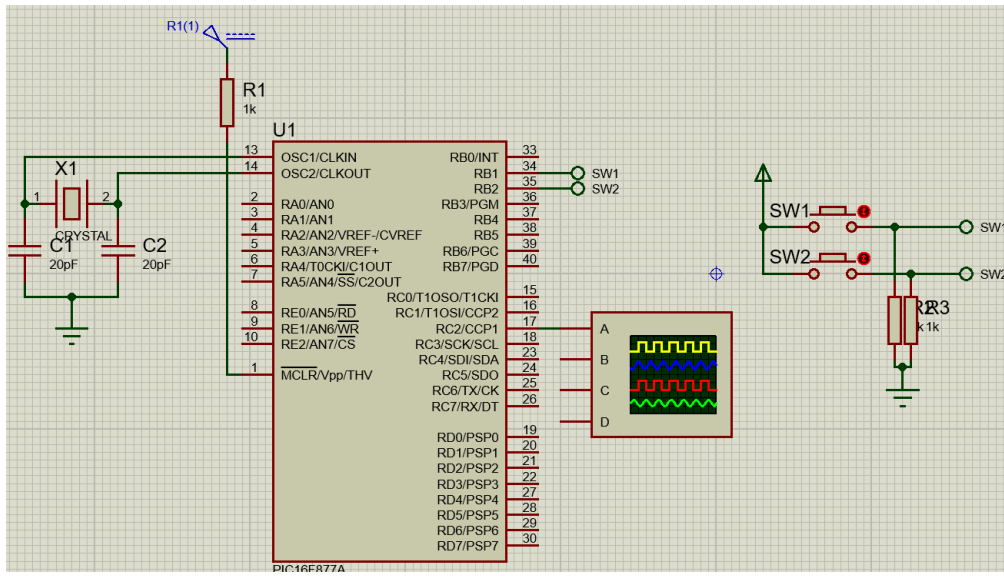 R1(1)
R1
1k
U1
X1
1
2
CRYSTAL
C1
20pF
C2
20pF
13 OSC1/CLKIN
14 OSC2/CLKOUT
2 RA0/AN0
3 RA1/AN1
4 RA2/AN2/VREF-/CVREF
5 RA3/AN3/VREF+
6 RA4/T0CKI/C1OUT
7 RA5/AN4/SS/C2OUT
8 RE0/AN5/RD
9 RE1/AN6/WR
10 RE2/AN7/CS
1 MCLR/Vpp/THV
RB0/INT 33
RB1 34
RB2 35
RB3/PGM 36
RB4 37
RB5 38
RB6/PGC 39
RB7/PGD 40
RC0/T1OSO/T1CKI 15
RC1/T1OSI/CCP2 16
RC2/CCP1 17
RC3/SCK/SCL 18
RC4/SDI/SDA 23
RC5/SDO 24
RC6/TX/CK 25
RC7/RX/DT 26
RD0/PSP0 19
RD1/PSP1 20
RD2/PSP2 21
RD3/PSP3 22
RD4/PSP4 27
RD5/PSP5 28
RD6/PSP6 29
RD7/PSP7 30
PIC16F877A
SW1
SW2
A
B
C
D
SW1
SW2
SW1
SW2
R3
1k